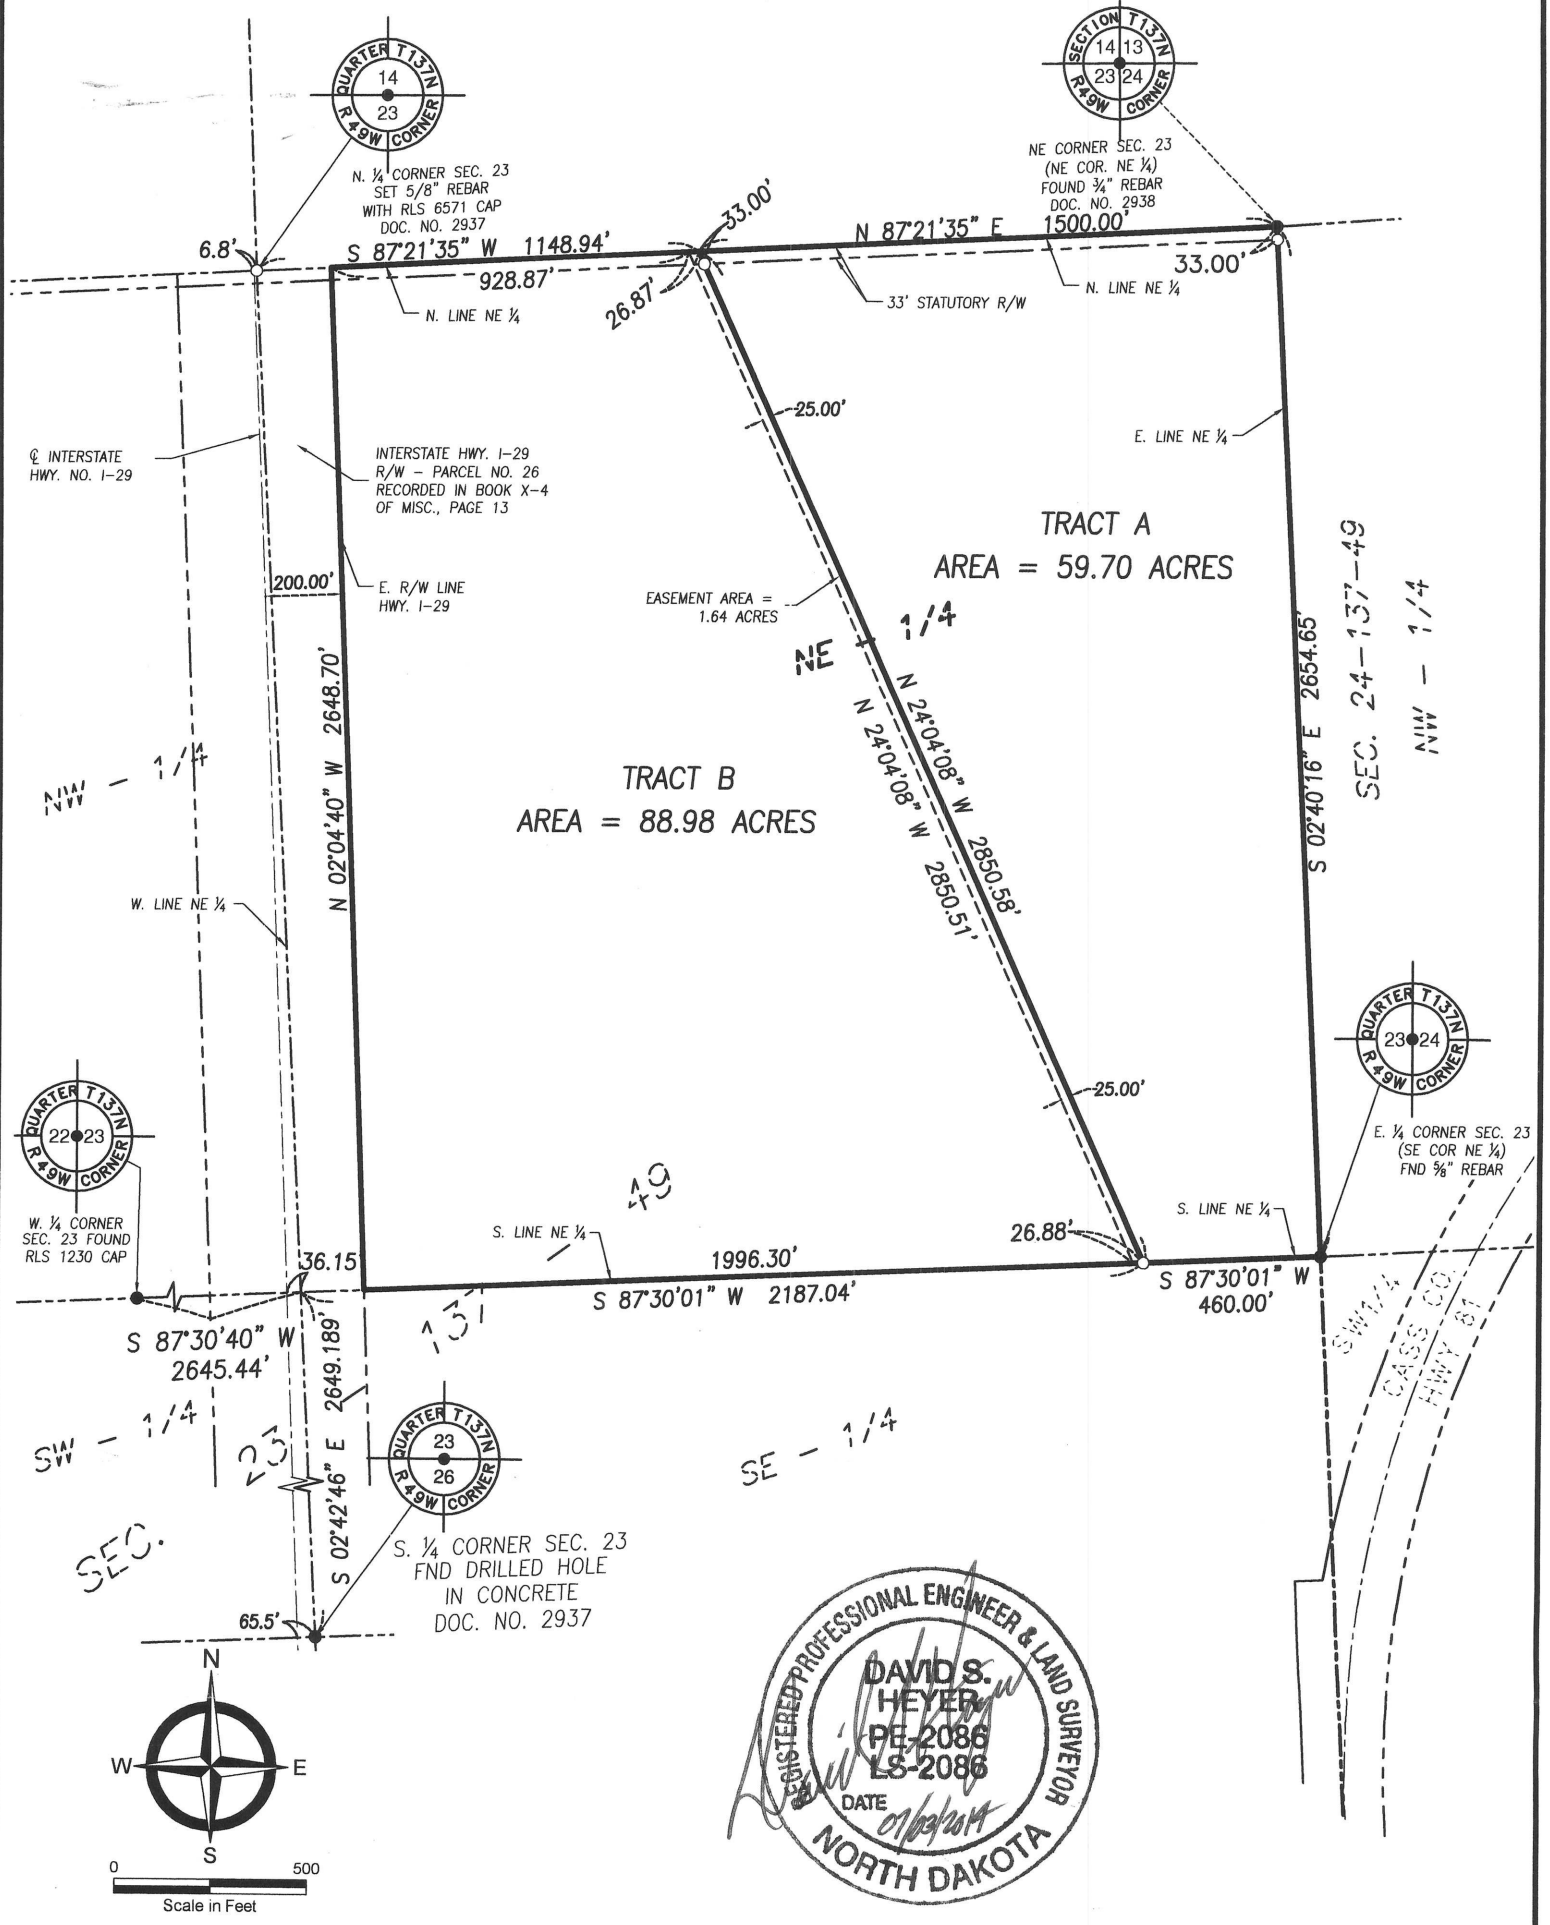 QUARTER T137N
14
23
R 49W CORNER
N. ¼ CORNER SEC. 23
SET 5/8" REBAR
WITH RLS 6571 CAP
DOC. NO. 2937
SECTION T137N
14 13
23 24
R49W CORNER
NE CORNER SEC. 23
(NE COR. NE ¼)
FOUND ¾" REBAR
DOC. NO. 2938
6.8'
S 87°21'35" W 1148.94'
928.87'
33.00'
26.87'
N 87°21'35" E 1500.00'
33.00'
N. LINE NE ¼
33' STATUTORY R/W
N. LINE NE ¼
℄ INTERSTATE
HWY. NO. I-29
INTERSTATE HWY. I-29
R/W - PARCEL NO. 26
RECORDED IN BOOK X-4
OF MISC., PAGE 13
25.00'
E. LINE NE ¼
TRACT A
AREA = 59.70 ACRES
200.00'
E. R/W LINE
HWY. I-29
EASEMENT AREA =
1.64 ACRES
NE 1/4
SEC. 24-137-49
NW - 1/4
N 02°04'40" W 2648.70'
N 24°04'08" W 2850.58'
N 24°04'08" W 2850.51'
S 02°40'16" E 2654.65'
NW - 1/4
TRACT B
AREA = 88.98 ACRES
W. LINE NE ¼
QUARTER T137N
23 24
R 49W CORNER
E. ¼ CORNER SEC. 23
(SE COR NE ¼)
FND ⅝" REBAR
25.00'
QUARTER T137N
22 23
R 49W CORNER
W. ¼ CORNER
SEC. 23 FOUND
RLS 1230 CAP
S. LINE NE ¼
26.88'
S. LINE NE ¼
36.15
1996.30'
S 87°30'01" W 2187.04'
S 87°30'01" W
460.00'
S 87°30'40" W
2645.44'
S 02°42'46" E 2649.189'
SEC. 23 - 137 - 49
SW - 1/4
SE - 1/4
SW1/4
CASS CO.
HWY 81
QUARTER T137N
23
26
R 49W CORNER
S. ¼ CORNER SEC. 23
FND DRILLED HOLE
IN CONCRETE
DOC. NO. 2937
65.5'
N
W E
S
0 500
Scale in Feet
REGISTERED PROFESSIONAL ENGINEER & LAND SURVEYOR
DAVID S.
HEYER
PE-2086
LS-2086
DATE
07/03/2014
NORTH DAKOTA